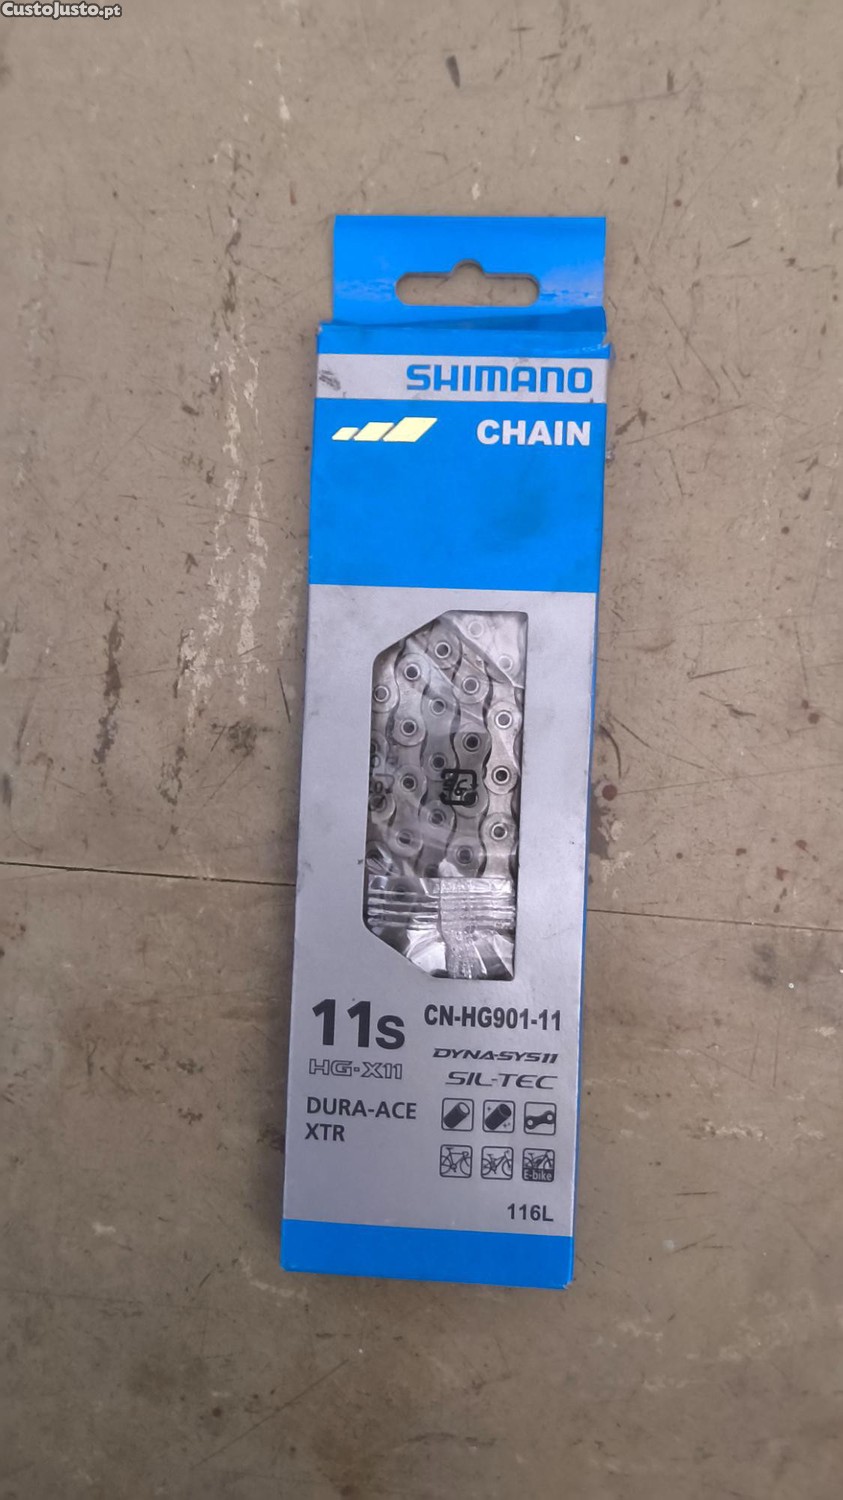 CustoJusto.pt
SHIMANO
CHAIN
11s
CN-HG901-11
HG-X11
DYNA-SYS11
SIL-TEC
DURA-ACE
XTR
E-bike
116L